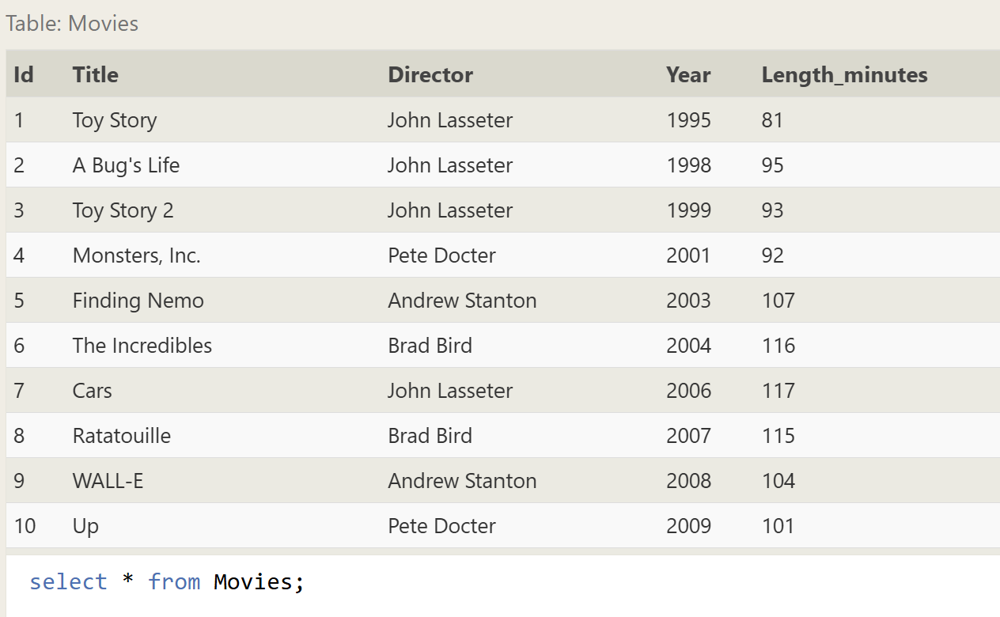 Table: Movies
Id Title Director Year Length_minutes
1 Toy Story John Lasseter 1995 81
2 A Bug's Life John Lasseter 1998 95
3 Toy Story 2 John Lasseter 1999 93
4 Monsters, Inc. Pete Docter 2001 92
5 Finding Nemo Andrew Stanton 2003 107
6 The Incredibles Brad Bird 2004 116
7 Cars John Lasseter 2006 117
8 Ratatouille Brad Bird 2007 115
9 WALL-E Andrew Stanton 2008 104
10 Up Pete Docter 2009 101
select * from Movies;